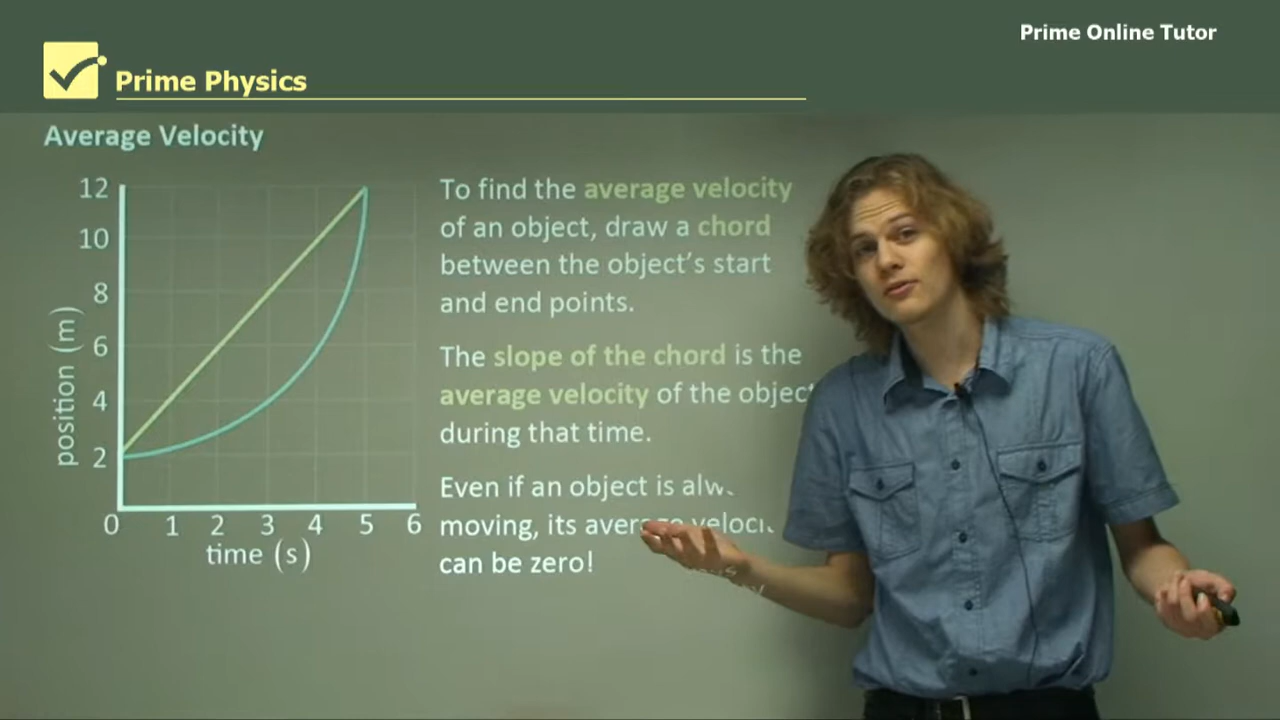 Prime Online Tutor
Prime Physics
Average Velocity
12
10
8
6
4
2
position (m)
0 1 2 3 4 5 6
time (s)
To find the average velocity
of an object, draw a chord
between the object's start
and end points.
The slope of the chord is the
average velocity of the object
during that time.
Even if an object is
moving, its average
can be zero!